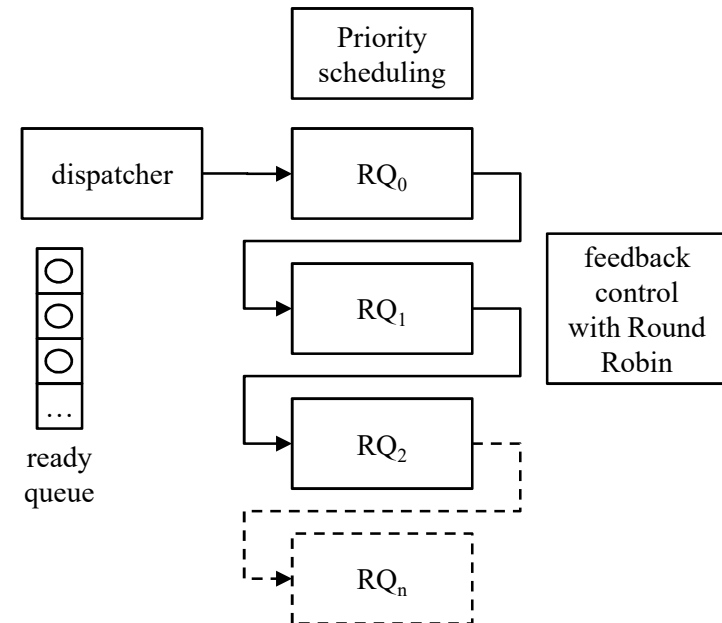 Priority
scheduling
dispatcher
RQ₀
RQ₁
feedback
control
with Round
Robin
...
ready
queue
RQ₂
RQₙ